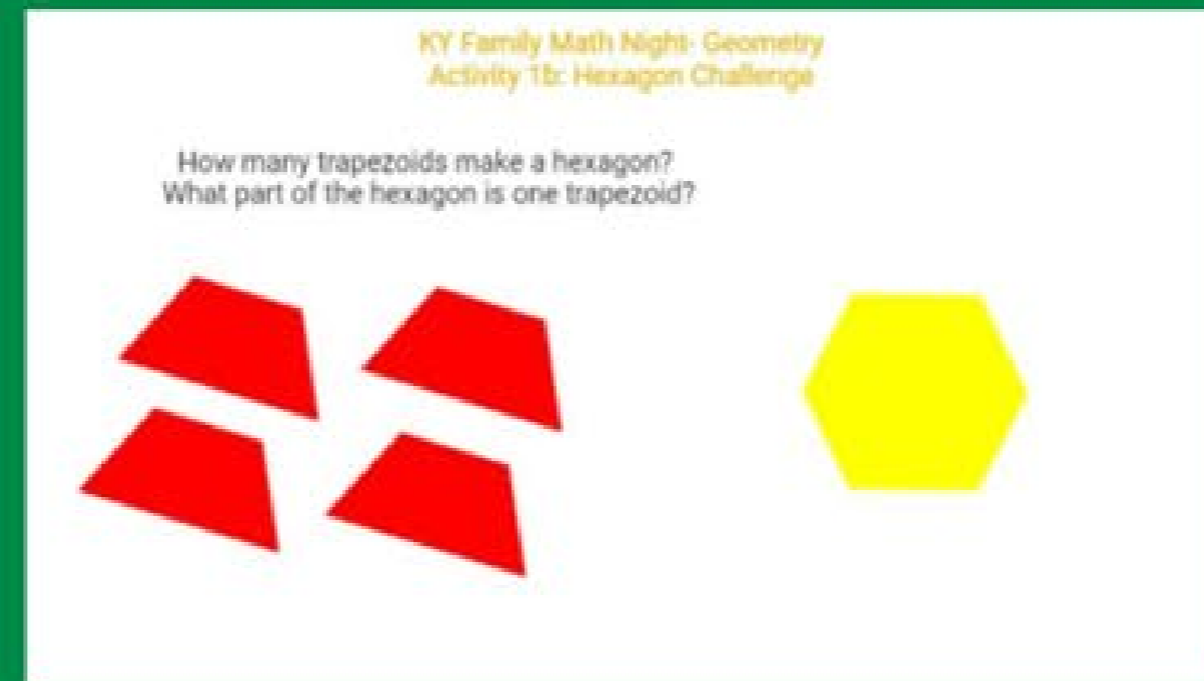 KY Family Math Night- Geometry
Activity 1b: Hexagon Challenge
How many trapezoids make a hexagon?
What part of the hexagon is one trapezoid?